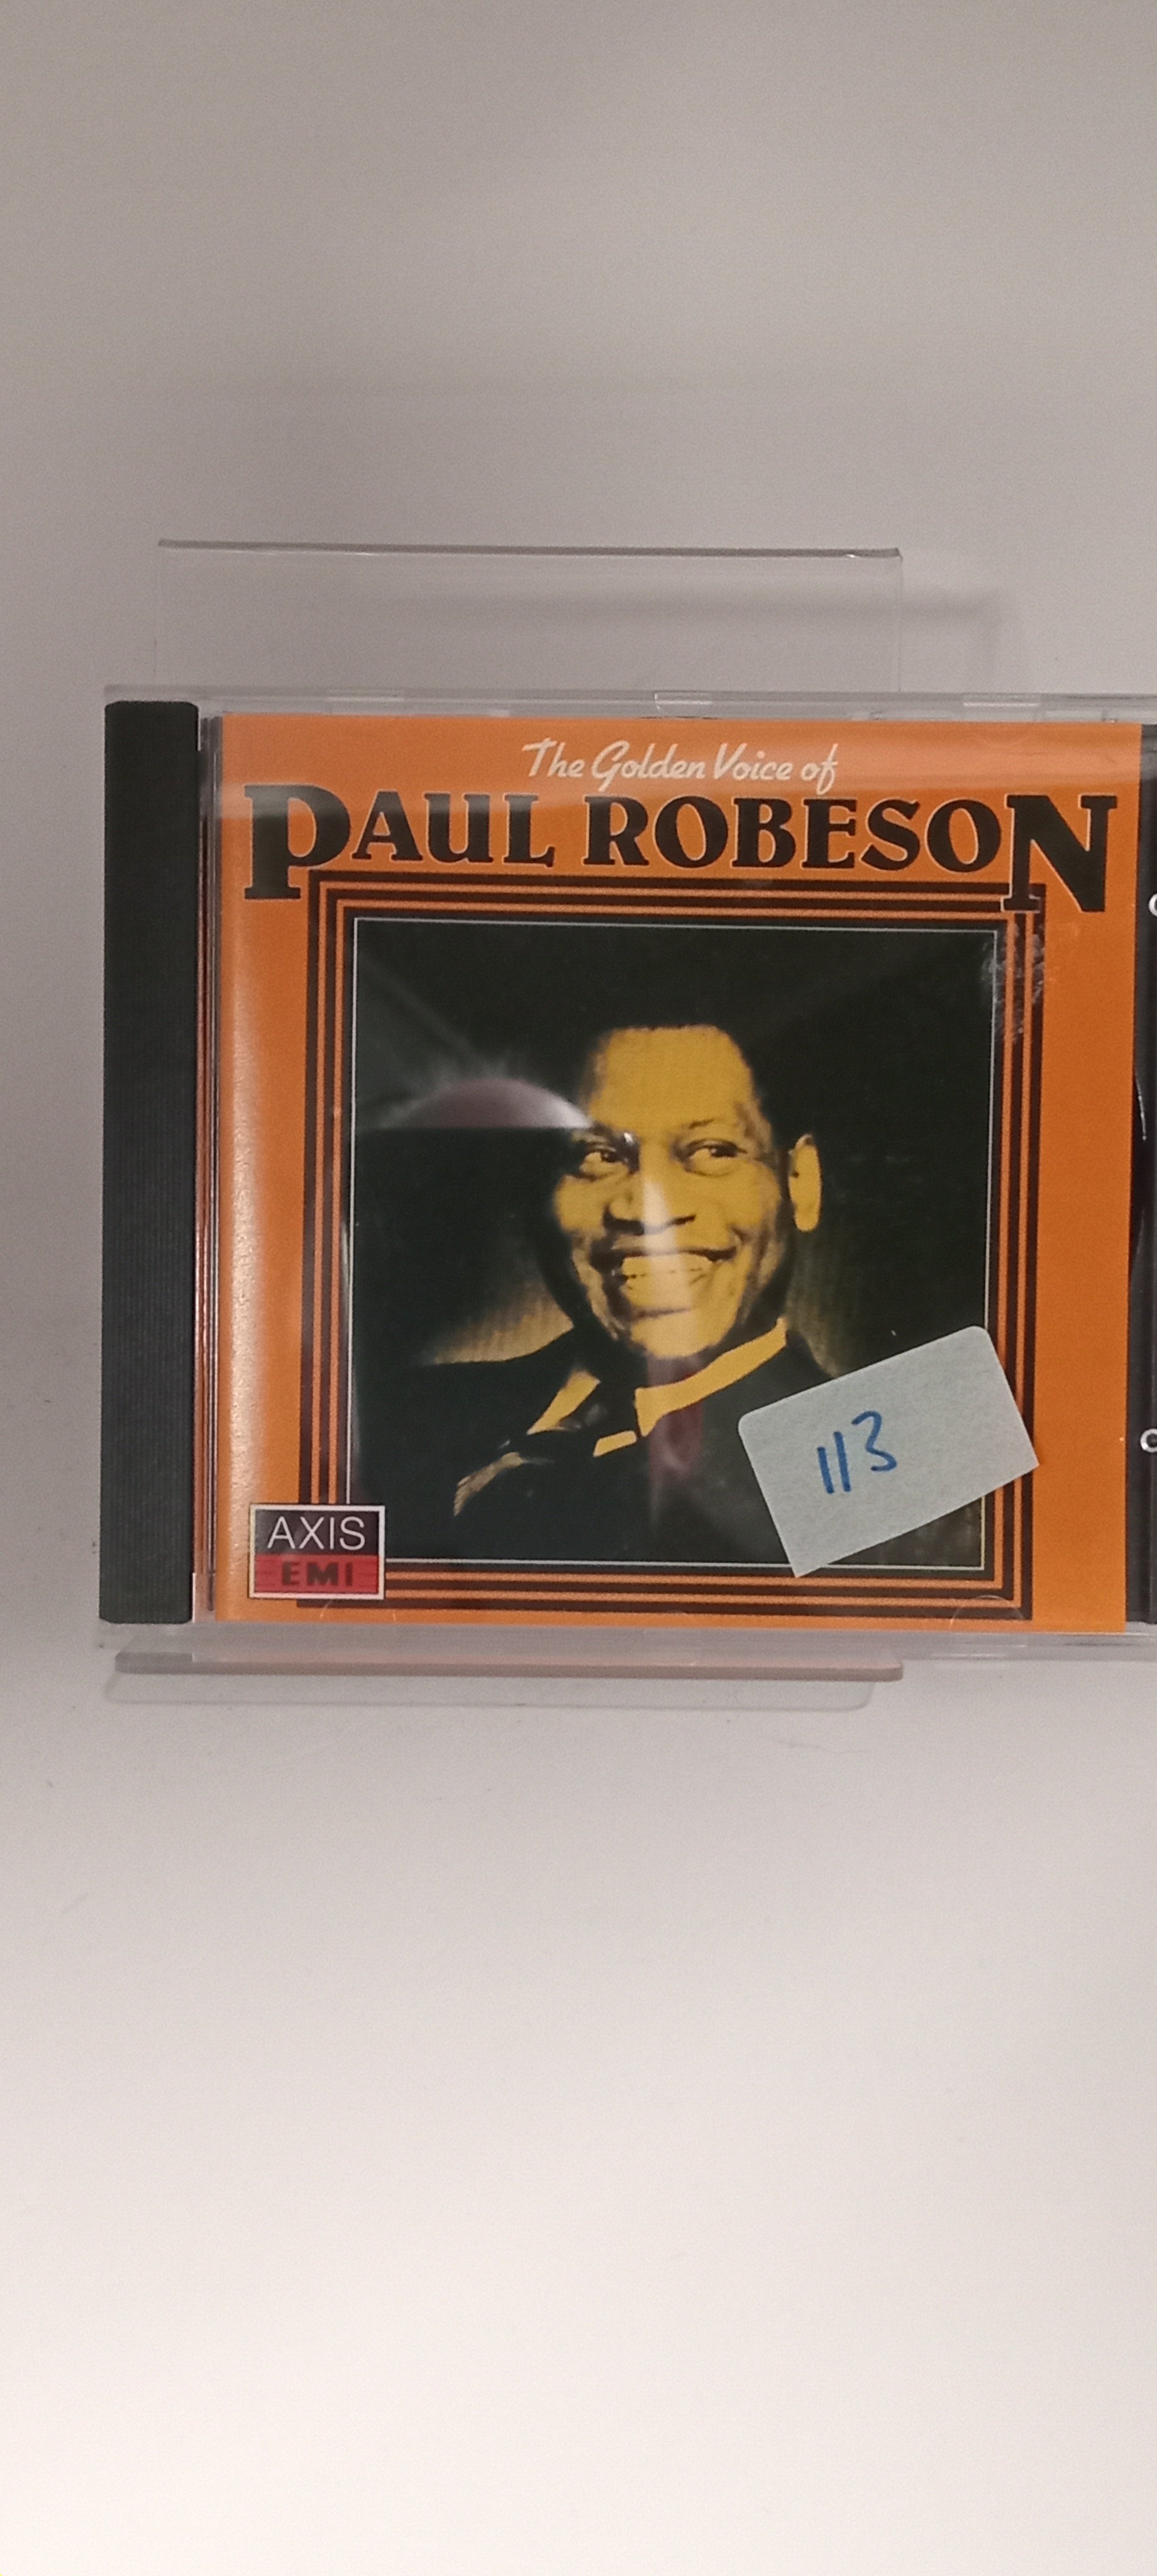 The Golden Voice of
PAUL ROBESON
113
AXIS
EMI